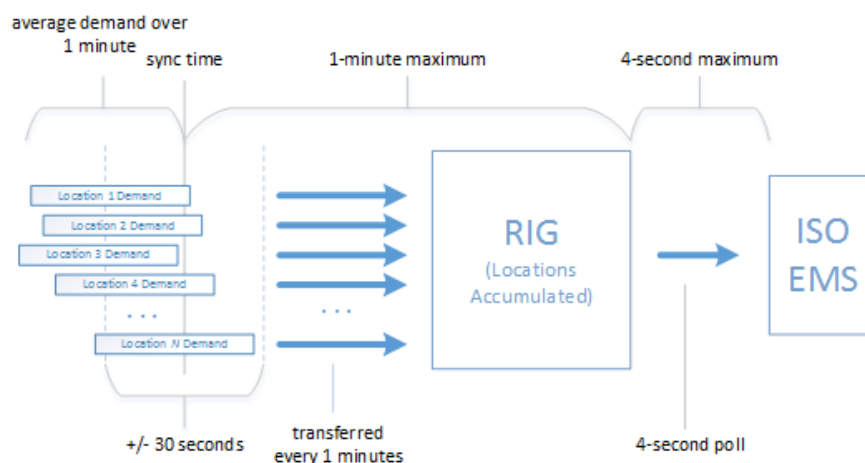 average demand over
1 minute
sync time
1-minute maximum
4-second maximum
Location 1 Demand
Location 2 Demand
Location 3 Demand
Location 4 Demand
. . .
Location N Demand
. . .
RIG
(Locations
Accumulated)
ISO
EMS
+/- 30 seconds
transferred
every 1 minutes
4-second poll